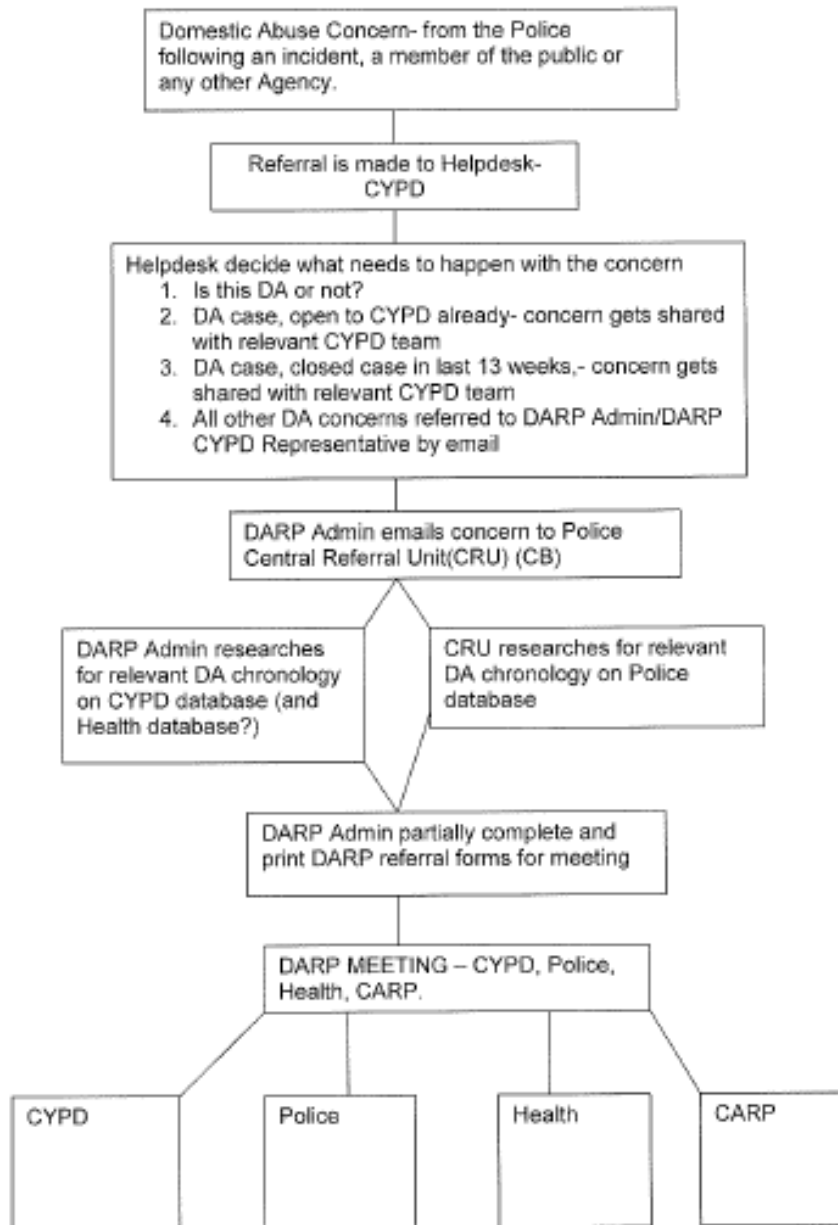 Domestic Abuse Concern- from the Police
following an incident, a member of the public or
any other Agency.
Referral is made to Helpdesk-
CYPD
Helpdesk decide what needs to happen with the concern
1. Is this DA or not?
2. DA case, open to CYPD already- concern gets shared
with relevant CYPD team
3. DA case, closed case in last 13 weeks,- concern gets
shared with relevant CYPD team
4. All other DA concerns referred to DARP Admin/DARP
CYPD Representative by email
DARP Admin emails concern to Police
Central Referral Unit(CRU) (CB)
DARP Admin researches
for relevant DA chronology
on CYPD database (and
Health database?)
CRU researches for relevant
DA chronology on Police
database
DARP Admin partially complete and
print DARP referral forms for meeting
DARP MEETING – CYPD, Police,
Health, CARP.
CYPD
Police
Health
CARP